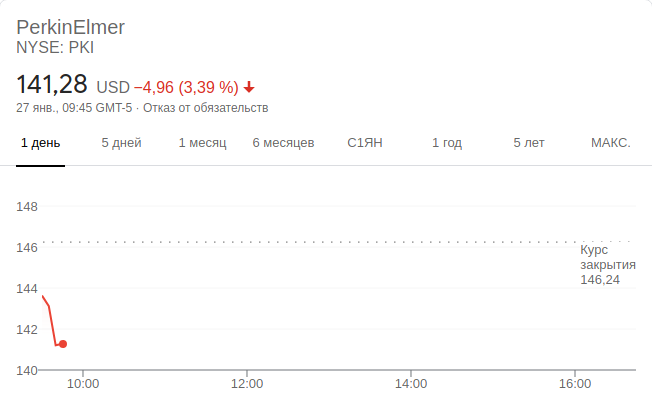 PerkinElmer
NYSE: PKI
141,28 USD −4,96 (3,39 %)
27 янв., 09:45 GMT-5 · Отказ от обязательств
1 день 5 дней 1 месяц 6 месяцев С1ЯН 1 год 5 лет МАКС.
148
146
144
142
140
Курс
закрытия
146,24
10:00 12:00 14:00 16:00